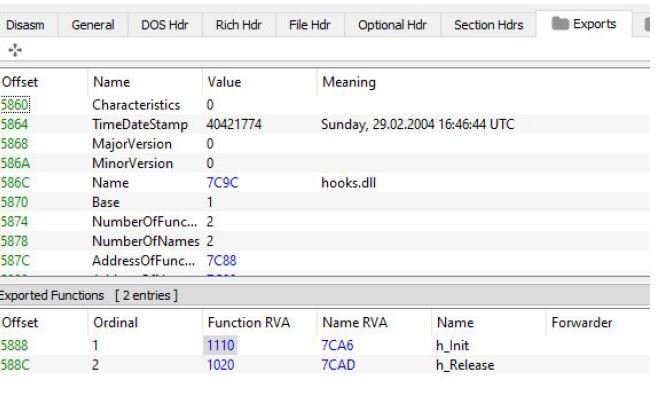 Disasm General DOS Hdr Rich Hdr File Hdr Optional Hdr Section Hdrs Exports
Offset Name Value Meaning
5860 Characteristics 0
5864 TimeDateStamp 40421774 Sunday, 29.02.2004 16:46:44 UTC
5868 MajorVersion 0
586A MinorVersion 0
586C Name 7C9C hooks.dll
5870 Base 1
5874 NumberOfFunc... 2
5878 NumberOfNames 2
587C AddressOfFunc... 7C88
Exported Functions [ 2 entries ]
Offset Ordinal Function RVA Name RVA Name Forwarder
5888 1 1110 7CA6 h_Init
588C 2 1020 7CAD h_Release